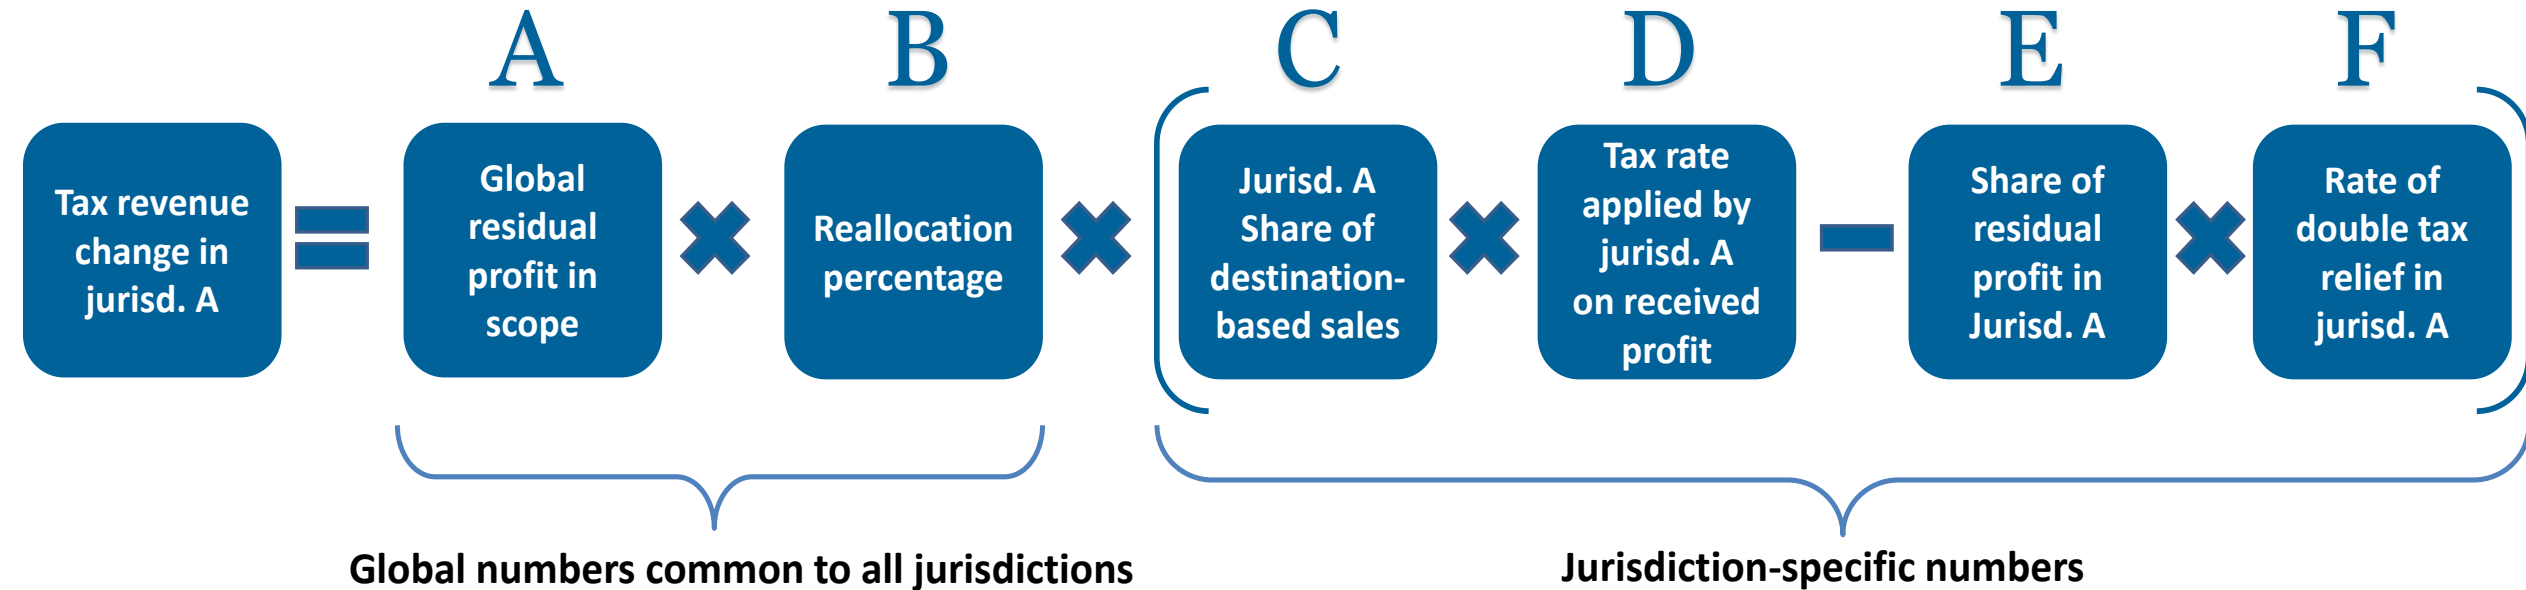 A
B
C
D
E
F
Tax revenue
change in
jurisd. A
Global
residual
profit in
scope
Reallocation
percentage
Jurisd. A
Share of
destination-
based sales
Tax rate
applied by
jurisd. A
on received
profit
Share of
residual
profit in
Jurisd. A
Rate of
double tax
relief in
jurisd. A
Global numbers common to all jurisdictions
Jurisdiction-specific numbers